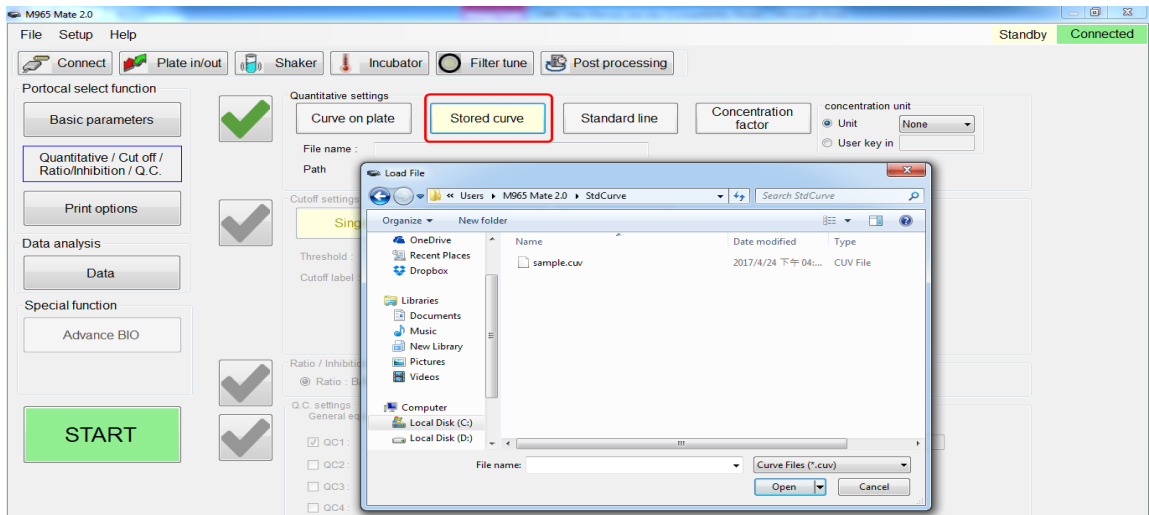 M965 Mate 2.0
File Setup Help Standby Connected
Connect Plate in/out Shaker Incubator Filter tune Post processing
Portocal select function
Basic parameters
Quantitative / Cut off /
Ratio/Inhibition / Q.C.
Print options
Data analysis
Data
Special function
Advance BIO
START
Quantitative settings
Curve on plate Stored curve Standard line Concentration
factor
concentration unit
Unit None
User key in
File name :
Path
Cutoff settings
Sing
Threshold :
Cutoff label :
Ratio / Inhibitio
Ratio : B
Q.C. settings
General eq
QC1 :
QC2 :
QC3 :
QC4 :
Load File
« Users M965 Mate 2.0 StdCurve Search StdCurve
Organize New folder
OneDrive
Recent Places
Dropbox
Libraries
Documents
Music
New Library
Pictures
Videos
Computer
Local Disk (C:)
Local Disk (D:)
Name Date modified Type
sample.cuv 2017/4/24 下午 04:... CUV File
File name: Curve Files (*.cuv)
Open Cancel